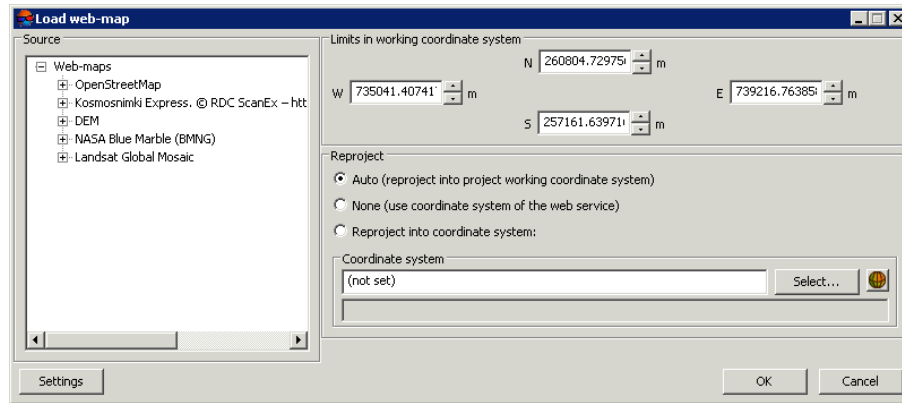 Load web-map
Source
Web-maps
OpenStreetMap
Kosmosnimki Express. © RDC ScanEx – htt
DEM
NASA Blue Marble (BMNG)
Landsat Global Mosaic
Limits in working coordinate system
N 260804.72975 m
W 735041.40741 m
E 739216.76385 m
S 257161.63971 m
Reproject
Auto (reproject into project working coordinate system)
None (use coordinate system of the web service)
Reproject into coordinate system:
Coordinate system
(not set)
Select...
Settings
OK
Cancel